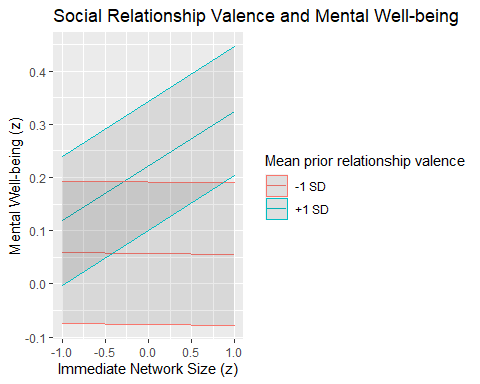 Social Relationship Valence and Mental Well-being
Mental Well-being (z)
0.4
0.3
0.2
0.1
0.0
-0.1
-1.0 -0.5 0.0 0.5 1.0
Immediate Network Size (z)
Mean prior relationship valence
-1 SD
+1 SD